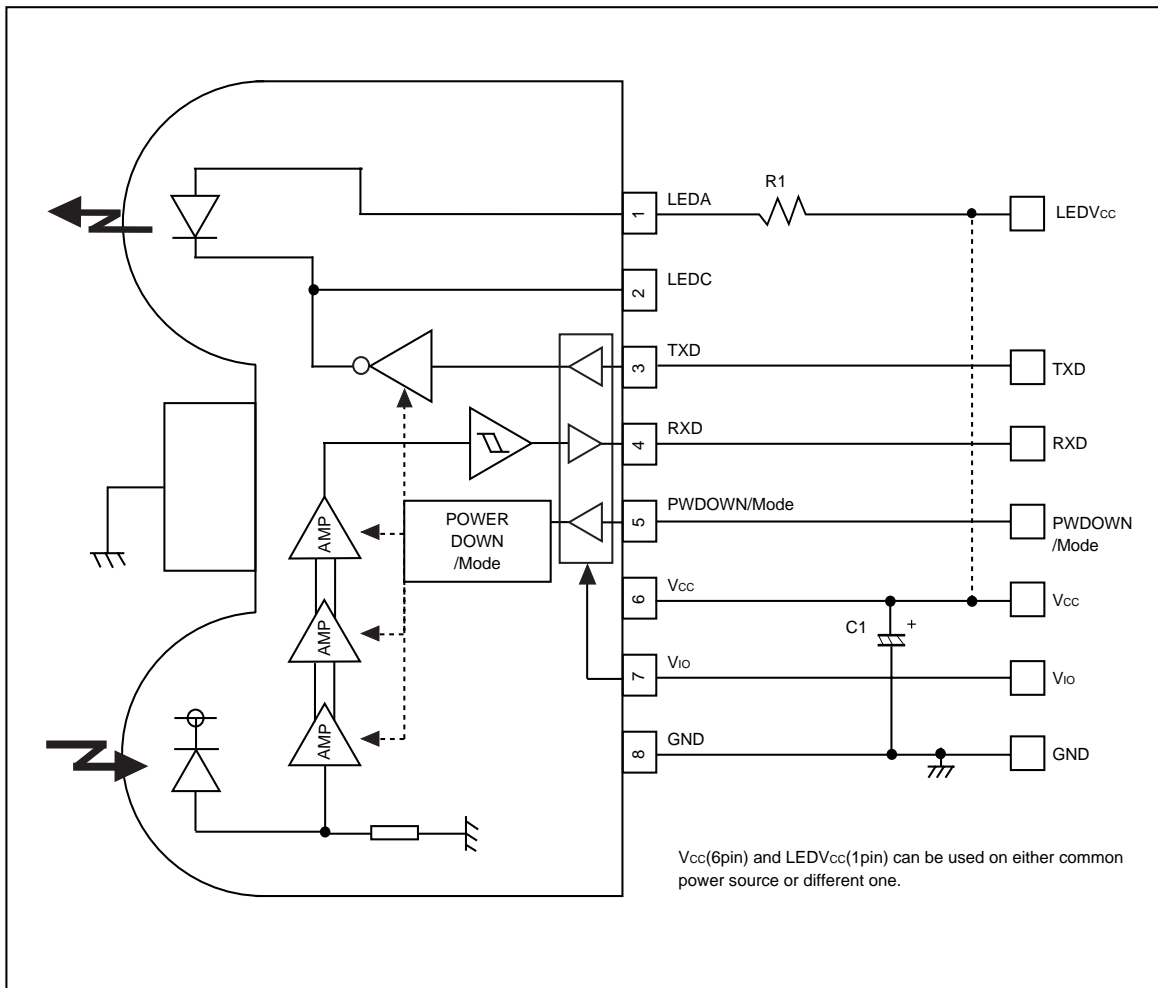 R1
1
LEDA
LEDVcc
2
LEDC
3
TXD
TXD
4
RXD
RXD
AMP
POWER
DOWN
/Mode
5
PWDOWN/Mode
PWDOWN
/Mode
AMP
6
Vcc
C1
+
Vcc
7
VIO
VIO
AMP
8
GND
GND
Vcc(6pin) and LEDVcc(1pin) can be used on either common
power source or different one.